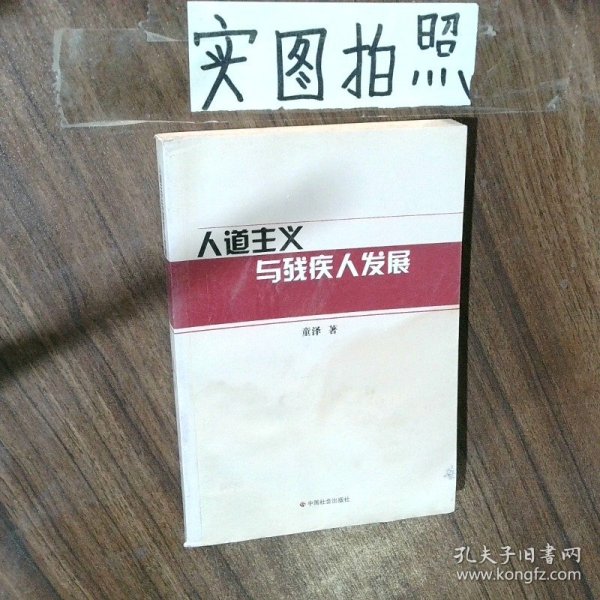 实图拍照
人道主义
与残疾人发展
童泽 著
中国社会出版社
孔夫子旧书网
www.kongfz.com